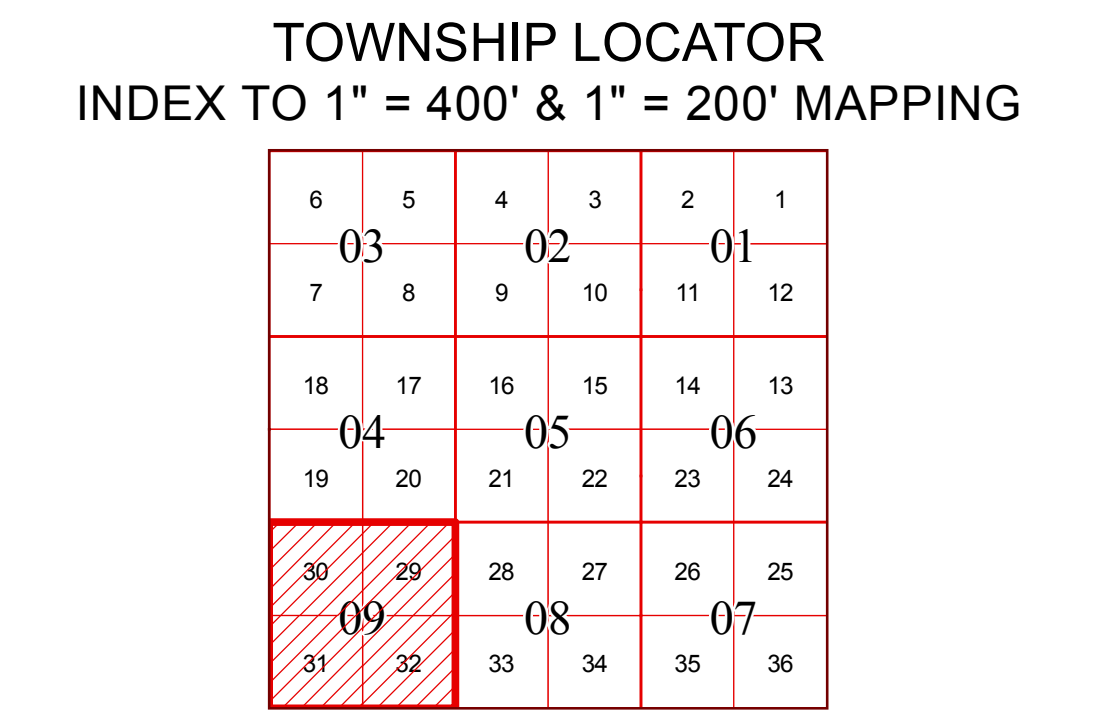 TOWNSHIP LOCATOR
INDEX TO 1" = 400' & 1" = 200' MAPPING
6 5 4 3 2 1
03 02 01
7 8 9 10 11 12
18 17 16 15 14 13
04 05 06
19 20 21 22 23 24
30 29 28 27 26 25
09 08 07
31 32 33 34 35 36